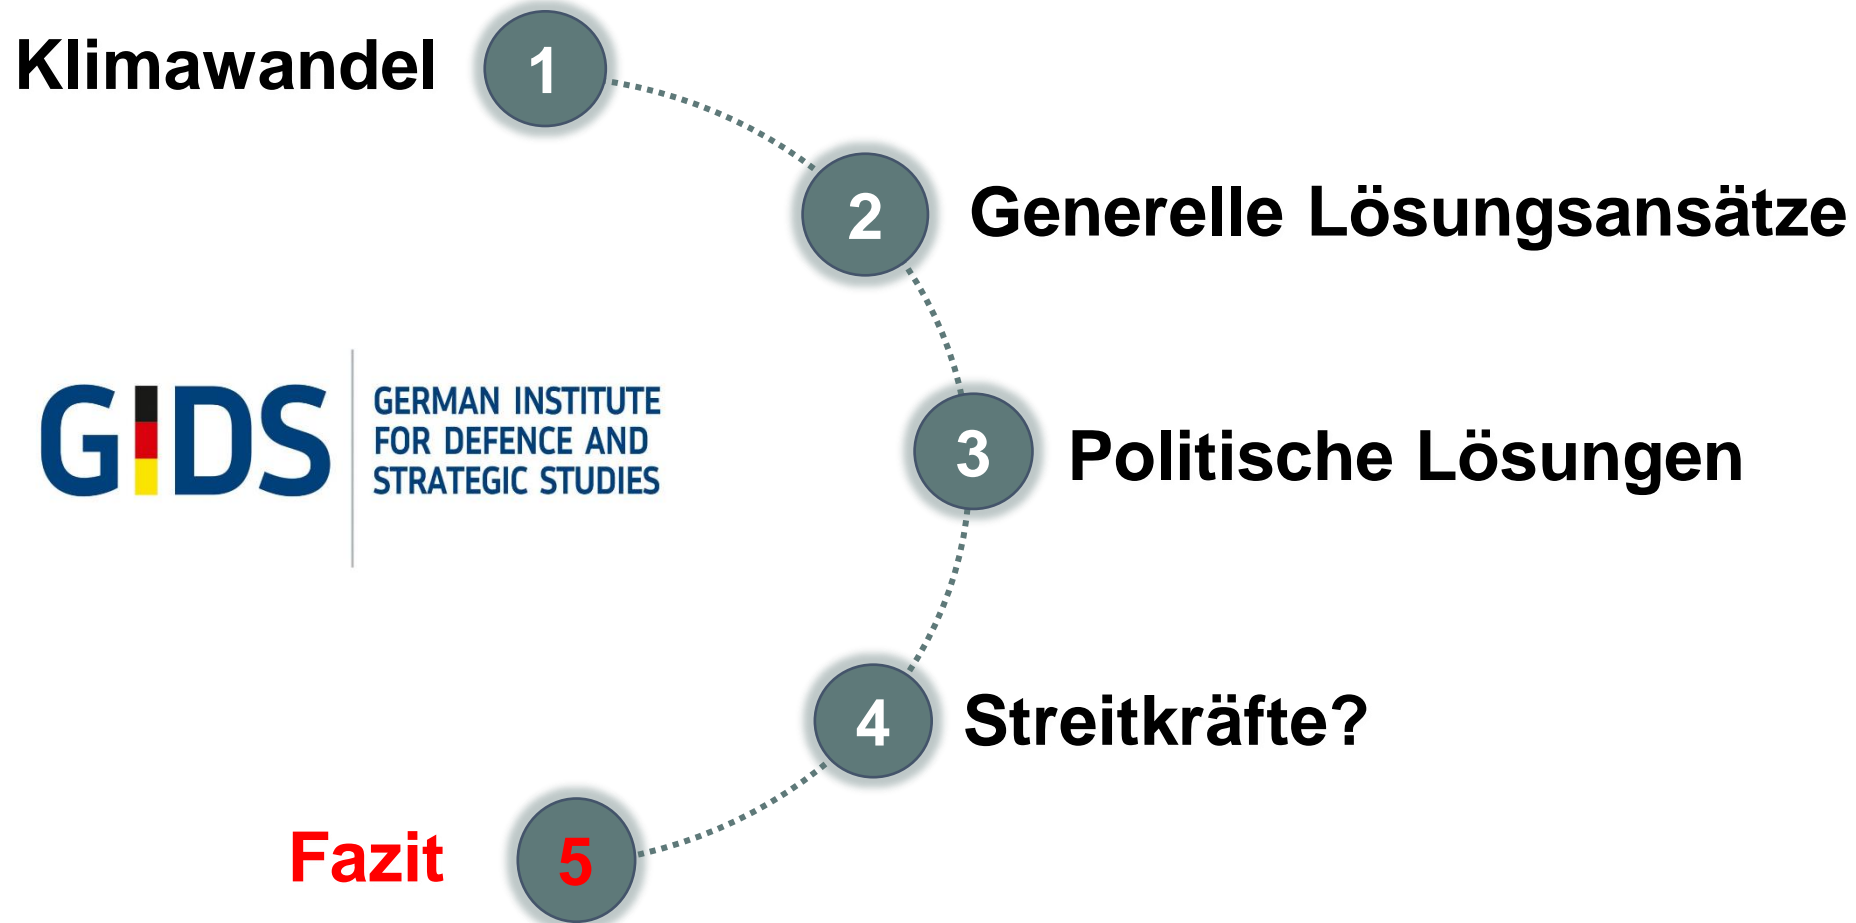 Klimawandel
1
2
Generelle Lösungsansätze
GIDS
GERMAN INSTITUTE
FOR DEFENCE AND
STRATEGIC STUDIES
3
Politische Lösungen
4
Streitkräfte?
Fazit
5